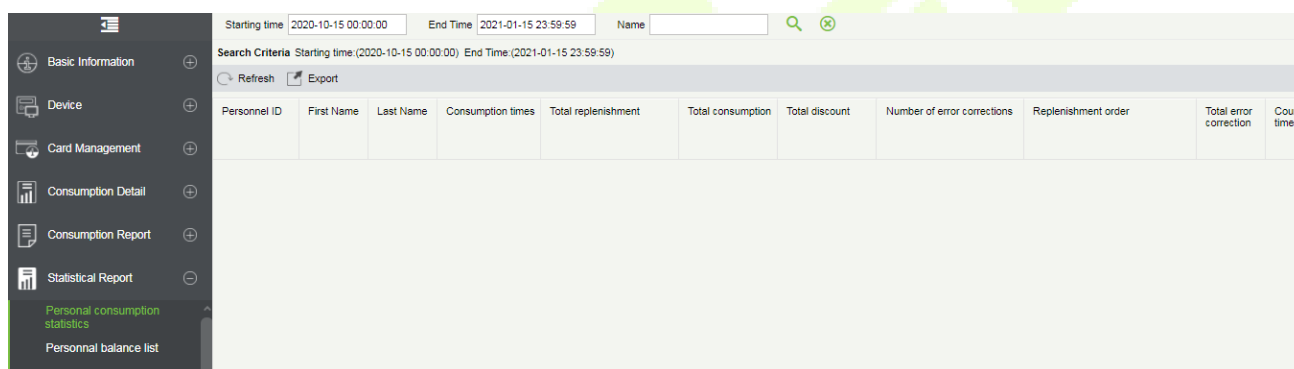 Starting time 2020-10-15 00:00:00 End Time 2021-01-15 23:59:59 Name
Search Criteria Starting time:(2020-10-15 00:00:00) End Time:(2021-01-15 23:59:59)
Refresh Export
Personnel ID First Name Last Name Consumption times Total replenishment Total consumption Total discount Number of error corrections Replenishment order Total error Cou
correction time
Basic Information
Device
Card Management
Consumption Detail
Consumption Report
Statistical Report
Personal consumption
statistics
Personnal balance list